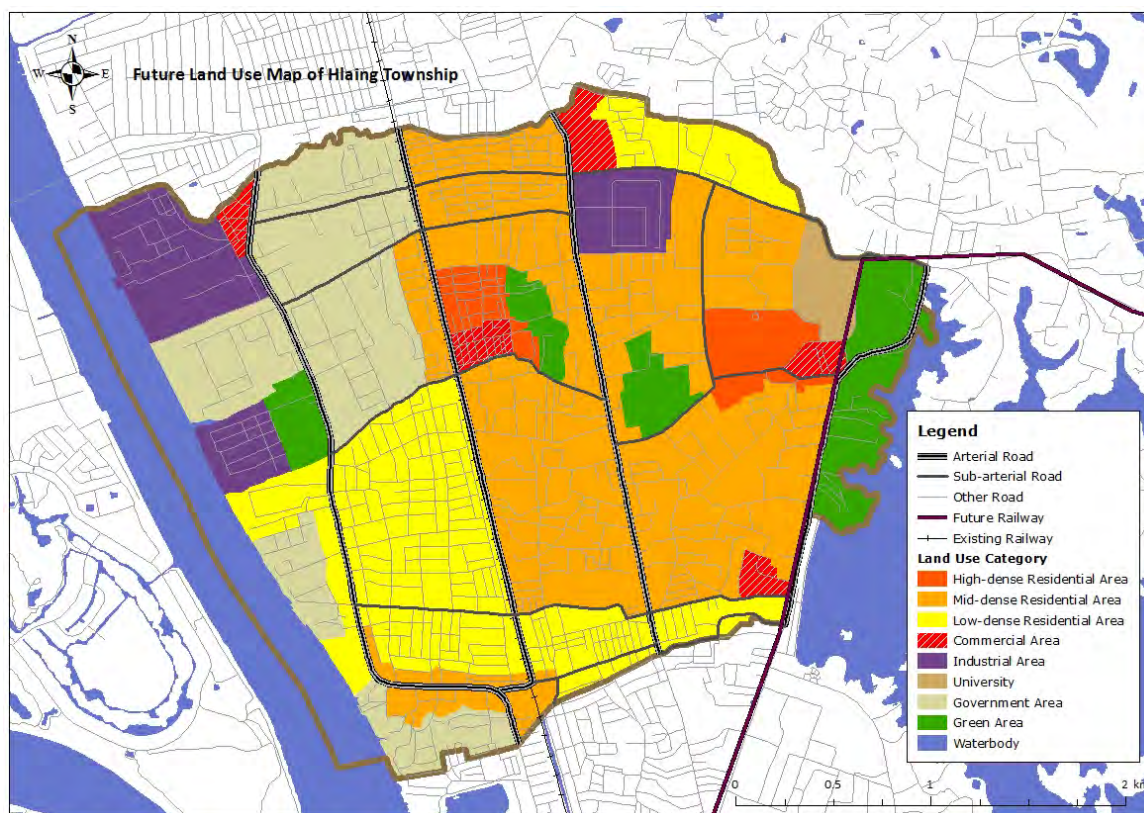 N
W E
S
Future Land Use Map of Hlaing Township
Legend
Arterial Road
Sub-arterial Road
Other Road
Future Railway
Existing Railway
Land Use Category
High-dense Residential Area
Mid-dense Residential Area
Low-dense Residential Area
Commercial Area
Industrial Area
University
Government Area
Green Area
Waterbody
0 0.5 1 2 km